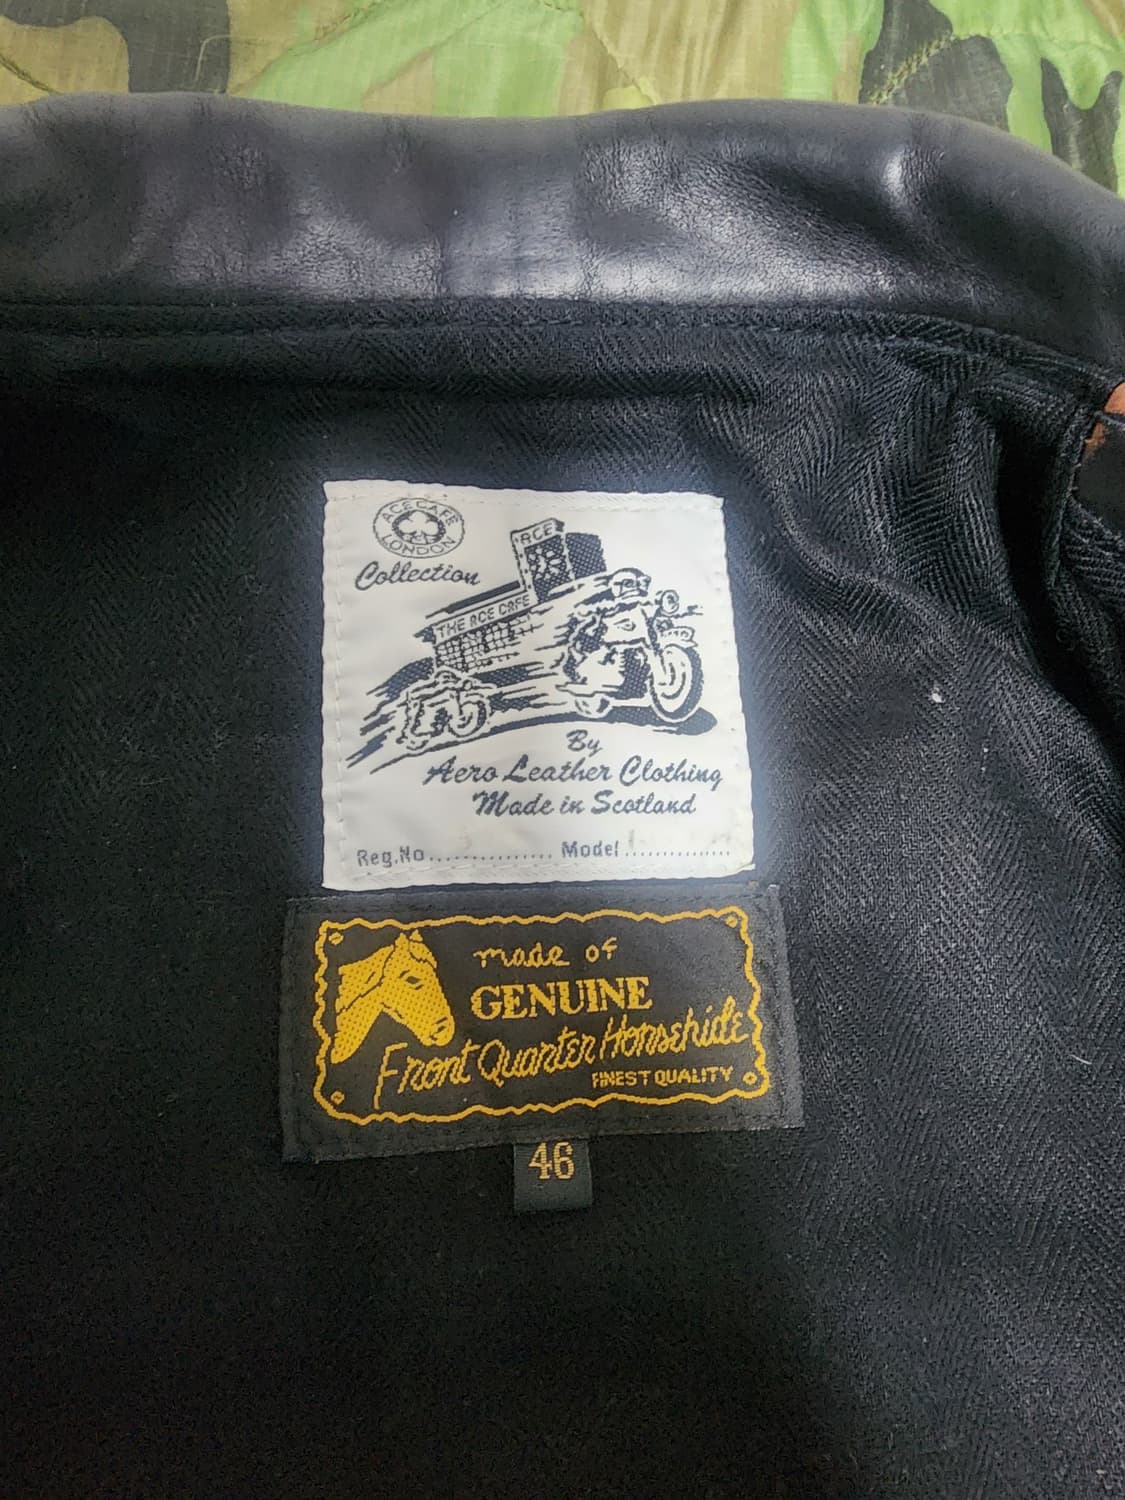 ACE CAFE
LONDON
Collection
ACE
THE ACE CAFE
By
Aero Leather Clothing
Made in Scotland
Reg.No............... Model...............
made of
GENUINE
Front Quarter Horsehide
FINEST QUALITY
46